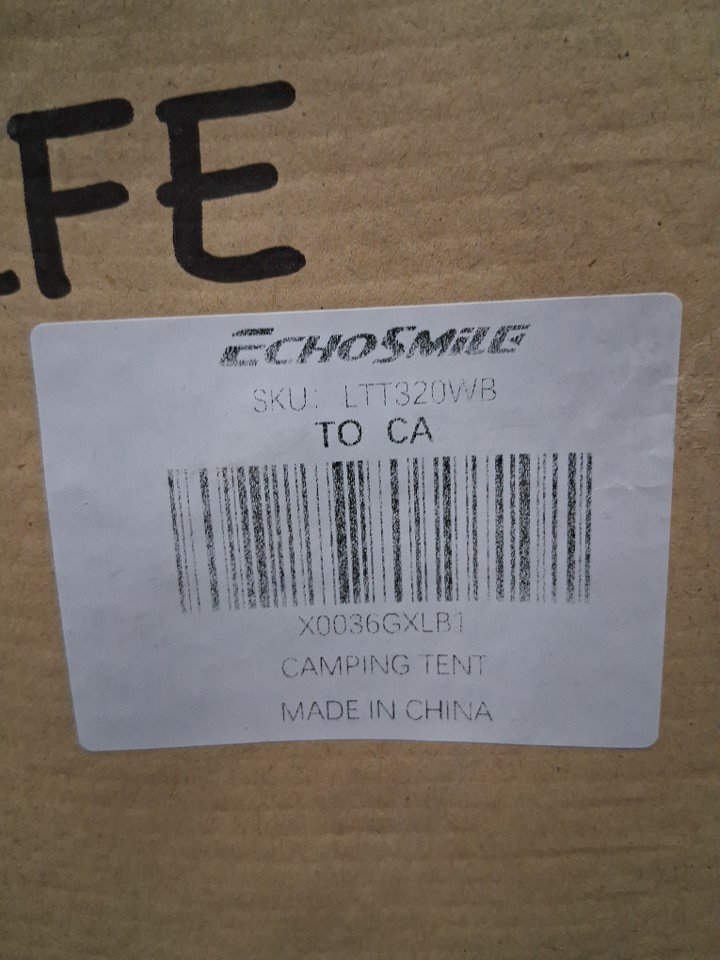 FE
ECHOSMILE
SKU: LTT320WB
TO CA
X0036GXLB1
CAMPING TENT
MADE IN CHINA